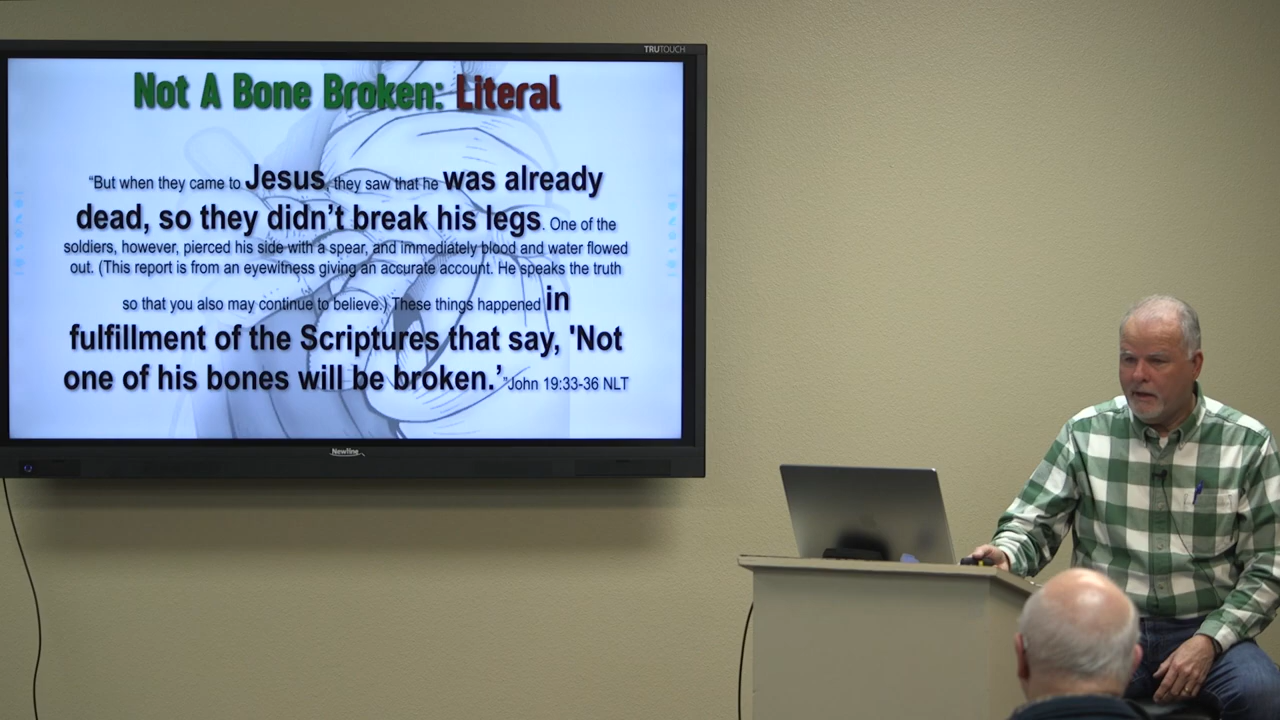 TRUTOUCH
Not A Bone Broken: Literal
“But when they came to Jesus, they saw that he was already
dead, so they didn’t break his legs. One of the
soldiers, however, pierced his side with a spear, and immediately blood and water flowed
out. (This report is from an eyewitness giving an accurate account. He speaks the truth
so that you also may continue to believe.) These things happened in
fulfillment of the Scriptures that say, 'Not
one of his bones will be broken.’”John 19:33-36 NLT
Newline